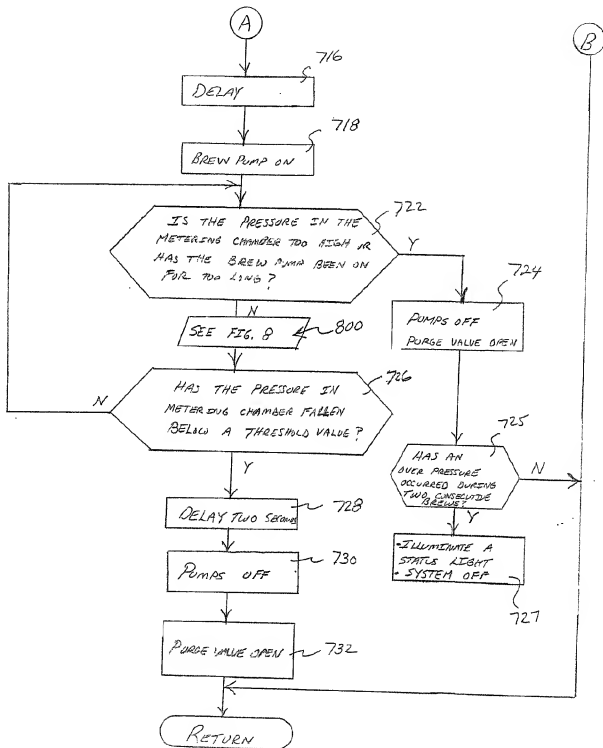 A
B
716
DELAY
718
BREW PUMP ON
722
IS THE PRESSURE IN THE
METERING CHAMBER TOO HIGH OR
HAS THE BREW PUMP BEEN ON
FOR TOO LONG?
Y
N
724
PUMPS OFF
PURGE VALUE OPEN
SEE FIG. 8
800
726
HAS THE PRESSURE IN
METERING CHAMBER FALLEN
BELOW A THRESHOLD VALUE?
N
Y
725
HAS AN
OVER PRESSURE
OCCURRED DURING
TWO CONSECUTIVE
BREWS?
N
Y
728
DELAY TWO SECONDS
•ILLUMINATE A
STATUS LIGHT
• SYSTEM OFF
727
730
PUMPS OFF
PURGE VALUE OPEN
732
RETURN